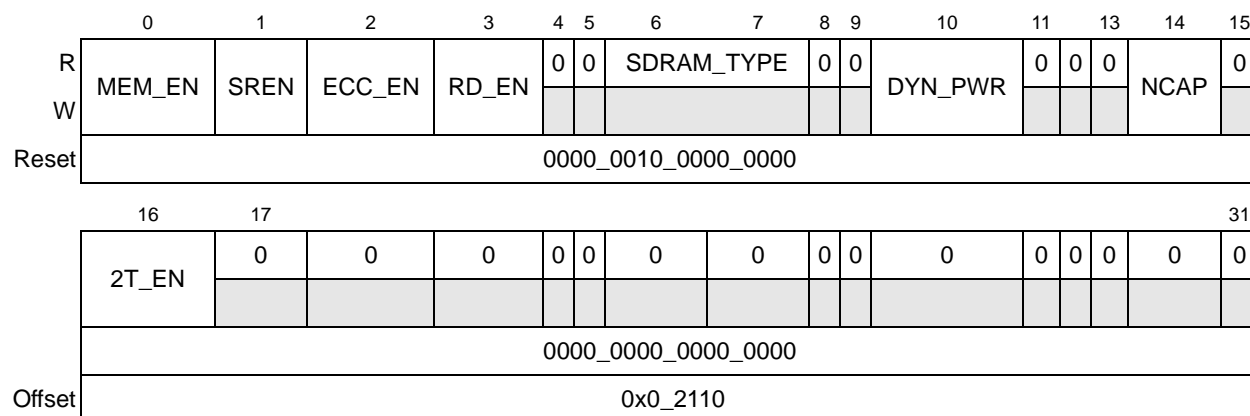 0 1 2 3 4 5 6 7 8 9 10 11 13 14 15
R MEM_EN SREN ECC_EN RD_EN 0 0 SDRAM_TYPE 0 0 DYN_PWR 0 0 0 NCAP 0
W
Reset 0000_0010_0000_0000
16 17 31
2T_EN 0 0 0 0 0 0 0 0 0 0 0 0 0 0 0
0000_0000_0000_0000
Offset 0x0_2110